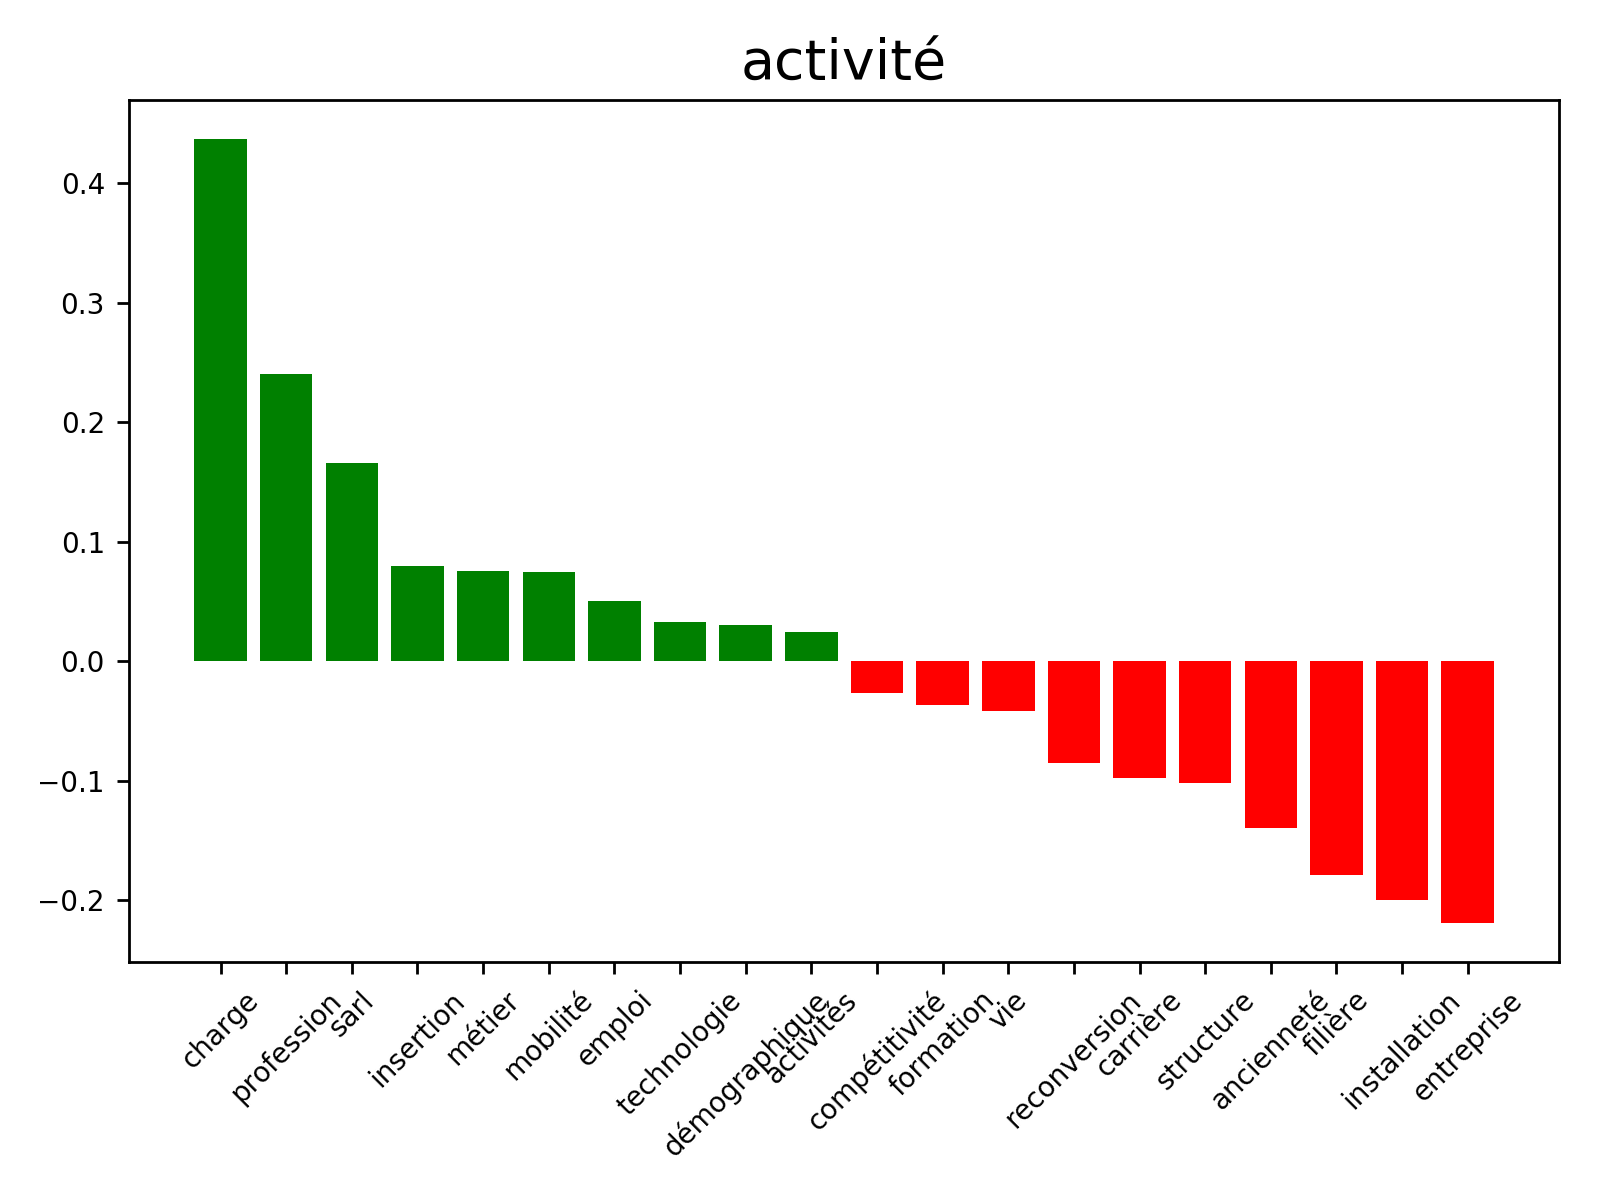 activité
0.4
0.3
0.2
0.1
0.0
−0.1
−0.2
charge
profession
sarl
insertion
métier
mobilité
emploi
technologie
démographique
activités
compétitivité
formation
vie
reconversion
carrière
structure
ancienneté
filière
installation
entreprise